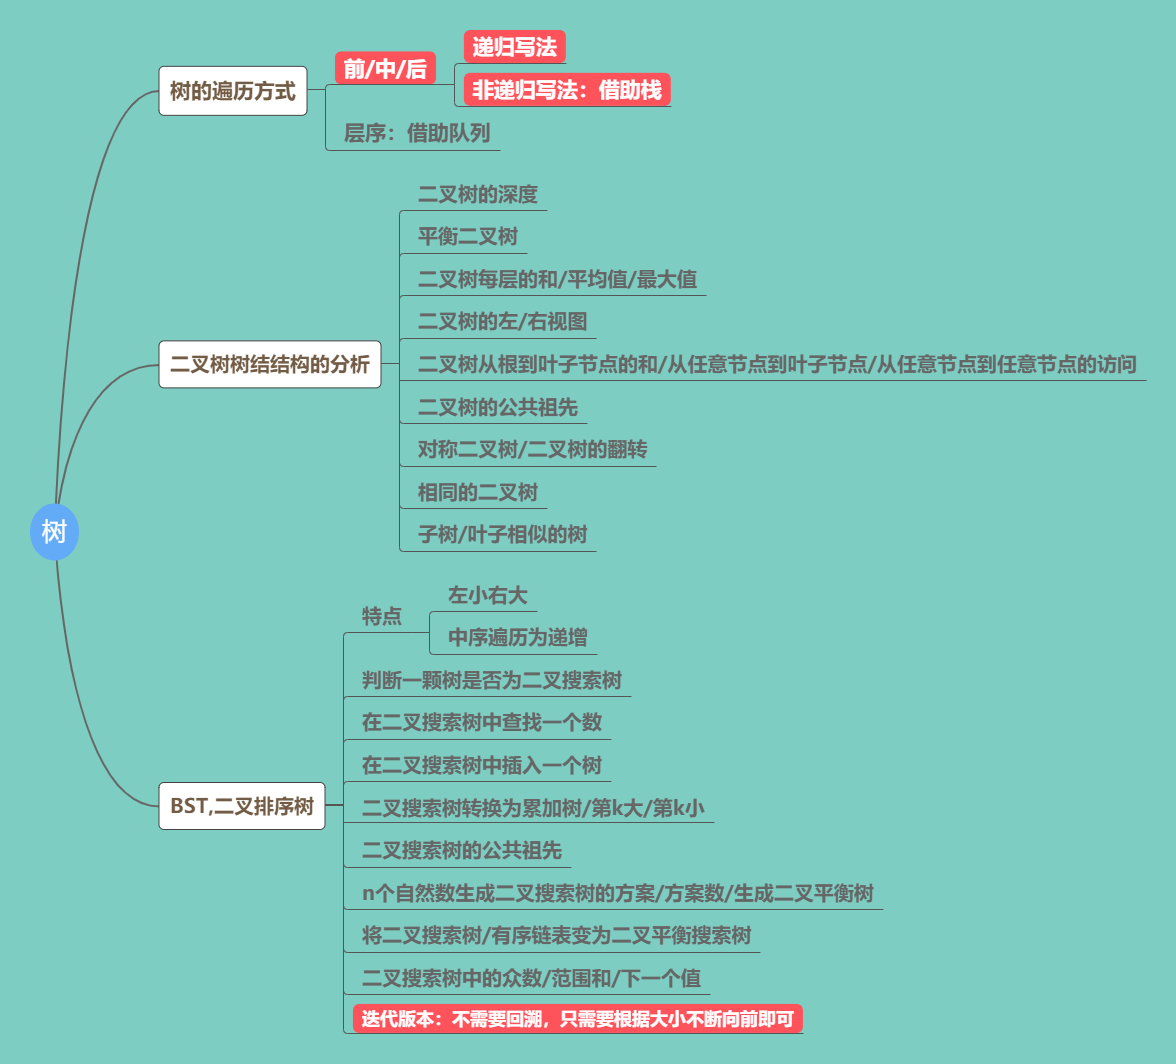 树
树的遍历方式
前/中/后
递归写法
非递归写法：借助栈
层序：借助队列
二叉树树结结构的分析
二叉树的深度
平衡二叉树
二叉树每层的和/平均值/最大值
二叉树的左/右视图
二叉树从根到叶子节点的和/从任意节点到叶子节点/从任意节点到任意节点的访问
二叉树的公共祖先
对称二叉树/二叉树的翻转
相同的二叉树
子树/叶子相似的树
BST,二叉排序树
特点
左小右大
中序遍历为递增
判断一颗树是否为二叉搜索树
在二叉搜索树中查找一个数
在二叉搜索树中插入一个树
二叉搜索树转换为累加树/第k大/第k小
二叉搜索树的公共祖先
n个自然数生成二叉搜索树的方案/方案数/生成二叉平衡树
将二叉搜索树/有序链表变为二叉平衡搜索树
二叉搜索树中的众数/范围和/下一个值
迭代版本：不需要回溯，只需要根据大小不断向前即可